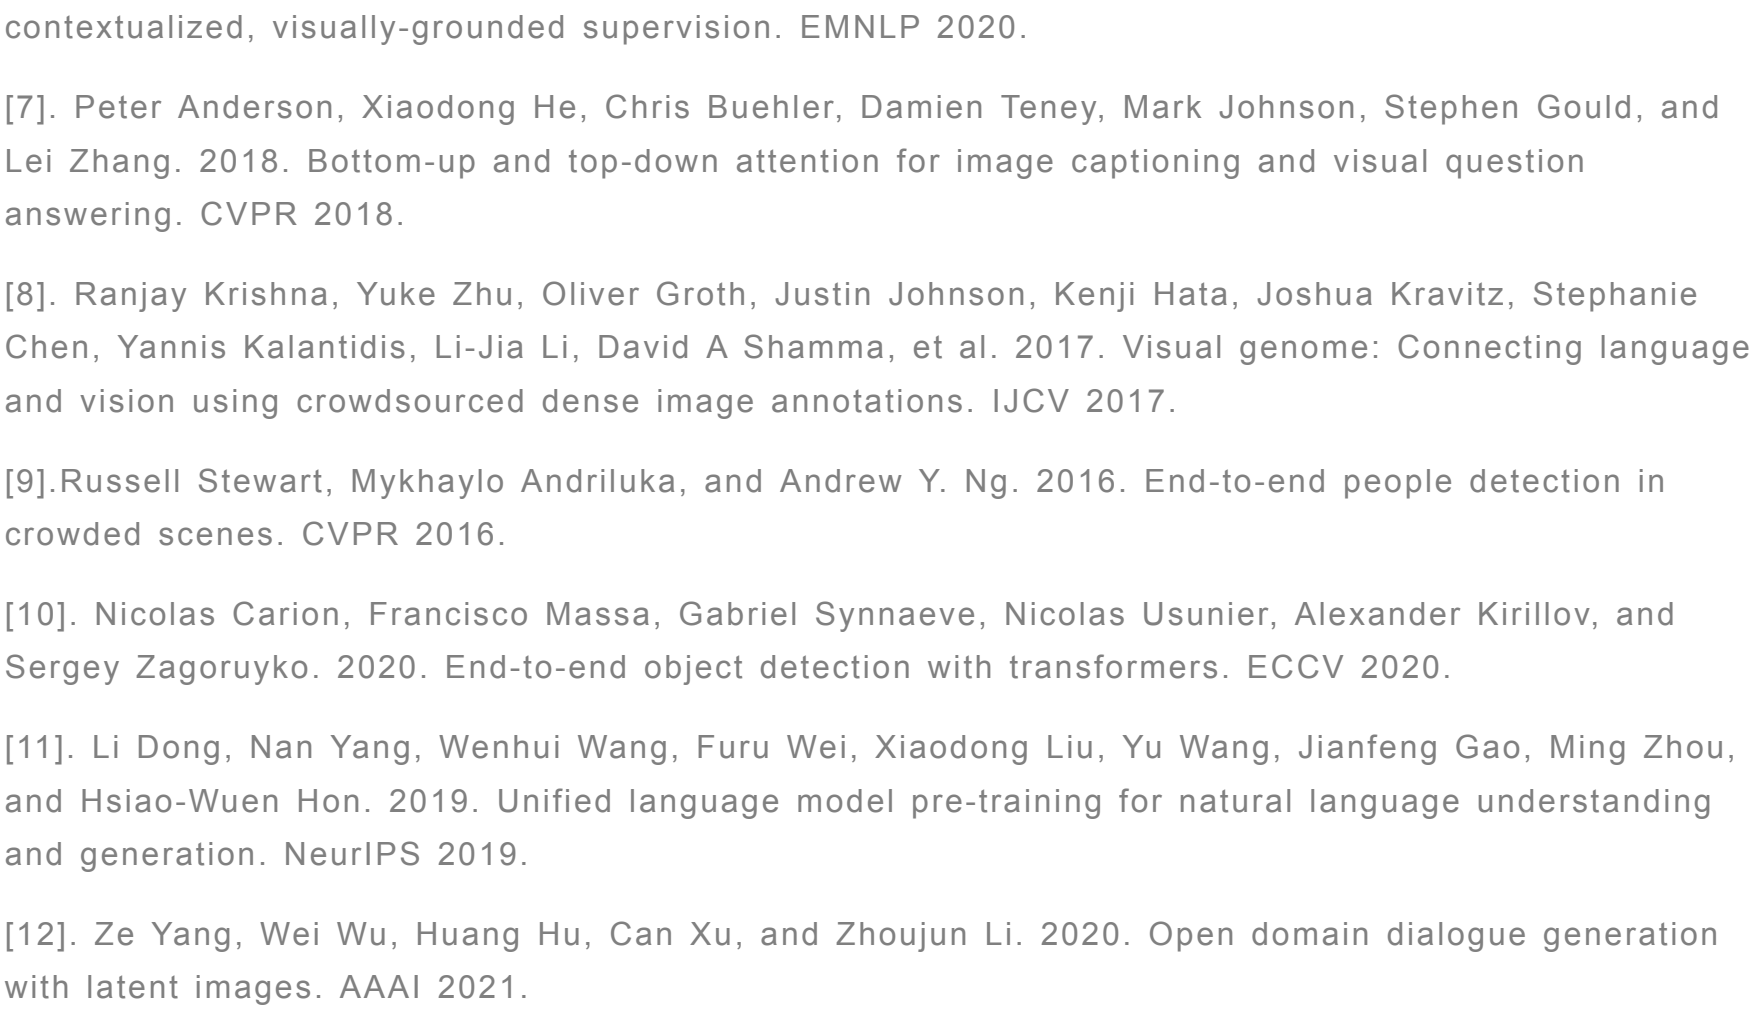 contextualized, visually-grounded supervision. EMNLP 2020.
[7]. Peter Anderson, Xiaodong He, Chris Buehler, Damien Teney, Mark Johnson, Stephen Gould, and
Lei Zhang. 2018. Bottom-up and top-down attention for image captioning and visual question
answering. CVPR 2018.
[8]. Ranjay Krishna, Yuke Zhu, Oliver Groth, Justin Johnson, Kenji Hata, Joshua Kravitz, Stephanie
Chen, Yannis Kalantidis, Li-Jia Li, David A Shamma, et al. 2017. Visual genome: Connecting language
and vision using crowdsourced dense image annotations. IJCV 2017.
[9].Russell Stewart, Mykhaylo Andriluka, and Andrew Y. Ng. 2016. End-to-end people detection in
crowded scenes. CVPR 2016.
[10]. Nicolas Carion, Francisco Massa, Gabriel Synnaeve, Nicolas Usunier, Alexander Kirillov, and
Sergey Zagoruyko. 2020. End-to-end object detection with transformers. ECCV 2020.
[11]. Li Dong, Nan Yang, Wenhui Wang, Furu Wei, Xiaodong Liu, Yu Wang, Jianfeng Gao, Ming Zhou,
and Hsiao-Wuen Hon. 2019. Unified language model pre-training for natural language understanding
and generation. NeurIPS 2019.
[12]. Ze Yang, Wei Wu, Huang Hu, Can Xu, and Zhoujun Li. 2020. Open domain dialogue generation
with latent images. AAAI 2021.